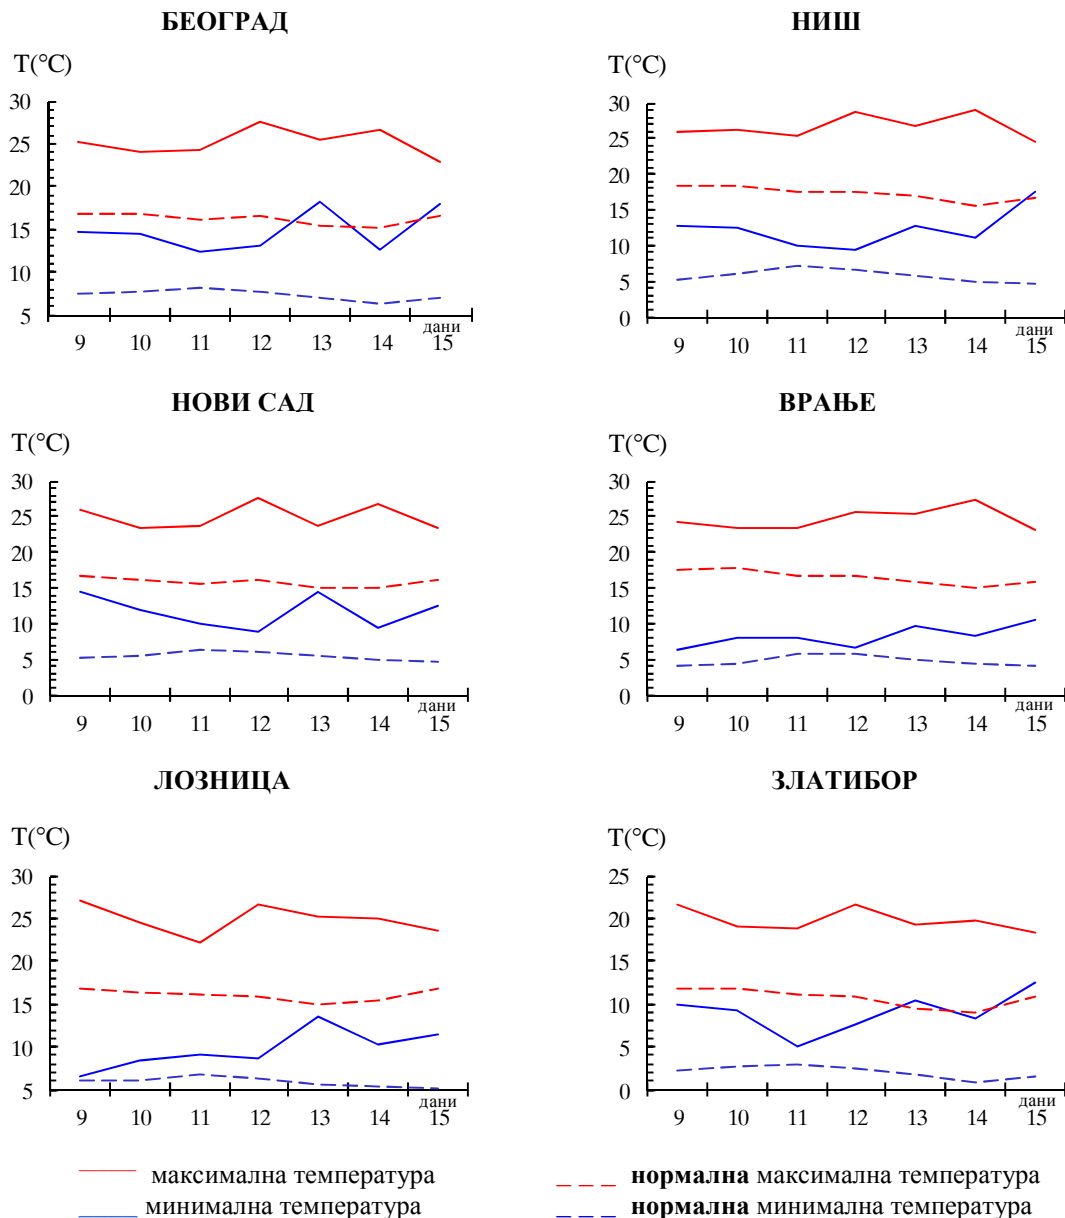 БЕОГРАД
T(°C)
30
25
20
15
10
5
дани
9 10 11 12 13 14 15
НИШ
T(°C)
30
25
20
15
10
5
0
дани
9 10 11 12 13 14 15
НОВИ САД
T(°C)
30
25
20
15
10
5
0
дани
9 10 11 12 13 14 15
ВРАЊЕ
T(°C)
30
25
20
15
10
5
0
дани
9 10 11 12 13 14 15
ЛОЗНИЦА
T(°C)
30
25
20
15
10
5
дани
9 10 11 12 13 14 15
ЗЛАТИБОР
T(°C)
25
20
15
10
5
0
дани
9 10 11 12 13 14 15
максимална температура
минимална температура
нормална максимална температура
нормална минимална температура